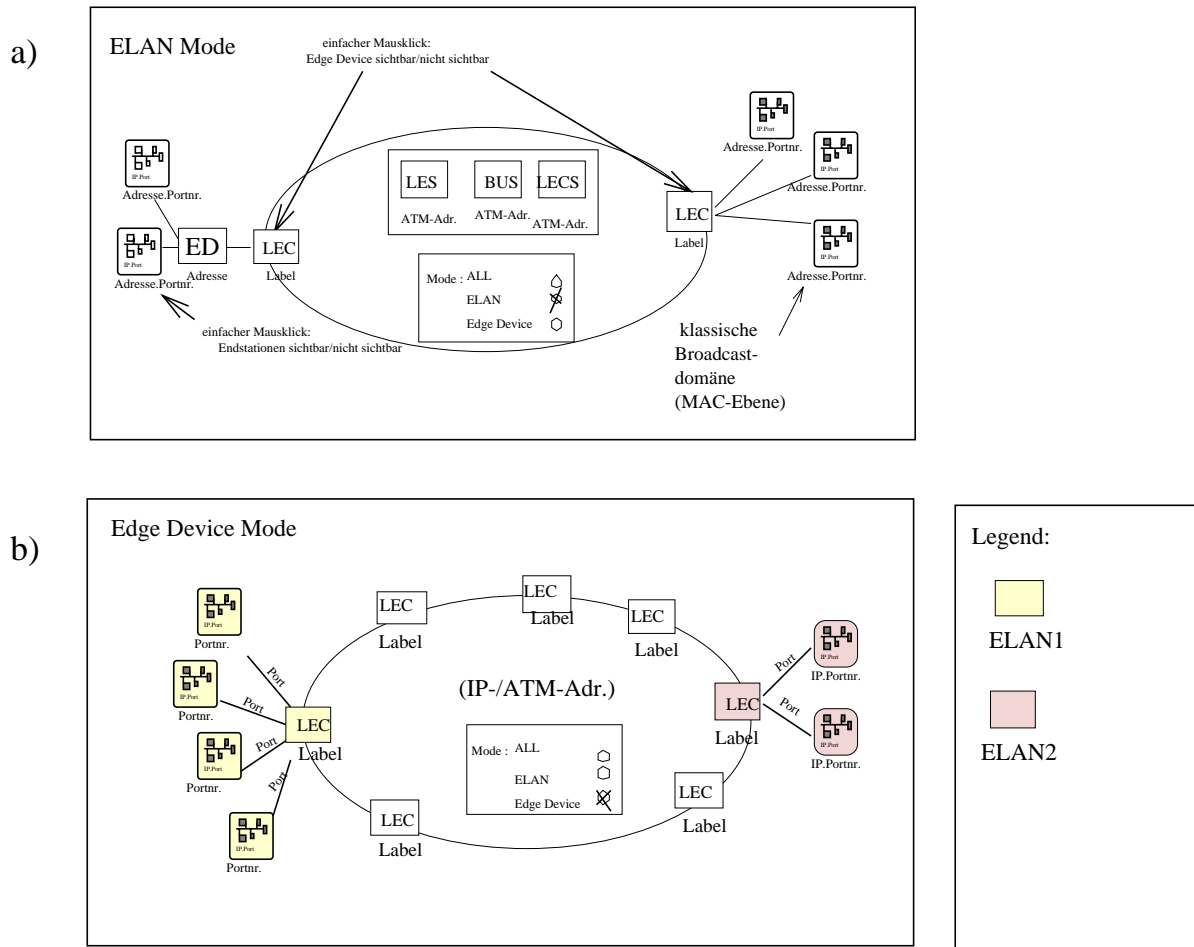 a)
ELAN Mode
einfacher Mausklick:
Edge Device sichtbar/nicht sichtbar
IP.Port
Adresse.Portnr.
IP.Port
Adresse.Portnr.
ED
Adresse
LEC
Label
LES
ATM-Adr.
BUS
ATM-Adr.
LECS
ATM-Adr.
Mode : ALL
ELAN
Edge Device
einfacher Mausklick:
Endstationen sichtbar/nicht sichtbar
LEC
Label
IP.Port
Adresse.Portnr.
IP.Port
Adresse.Portnr.
IP.Port
Adresse.Portnr.
klassische
Broadcast-
domäne
(MAC-Ebene)
b)
Edge Device Mode
IP.Port
Portnr.
Port
IP.Port
Portnr.
Port
IP.Port
Portnr.
Port
IP.Port
Portnr.
Port
LEC
Label
LEC
Label
LEC
Label
LEC
Label
LEC
Label
LEC
Label
LEC
Label
(IP-/ATM-Adr.)
Mode : ALL
ELAN
Edge Device
Port
IP.Port
IP.Portnr.
Port
IP.Port
IP.Portnr.
Legend:
ELAN1
ELAN2